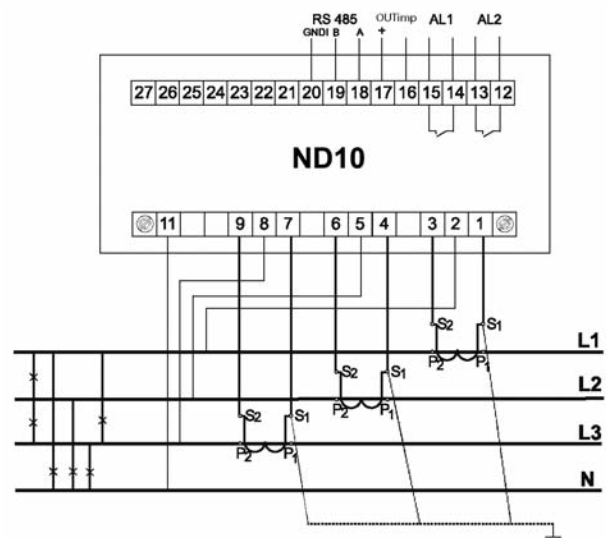 RS 485 OUTimp AL1 AL2
GNDI B A +
27 26 25 24 23 22 21 20 19 18 17 16 15 14 13 12
ND10
11 9 8 7 6 5 4 3 2 1
S2 S1
L1
P2 P1
S2 S1
L2
P2 P1
S2 S1
L3
P2 P1
N